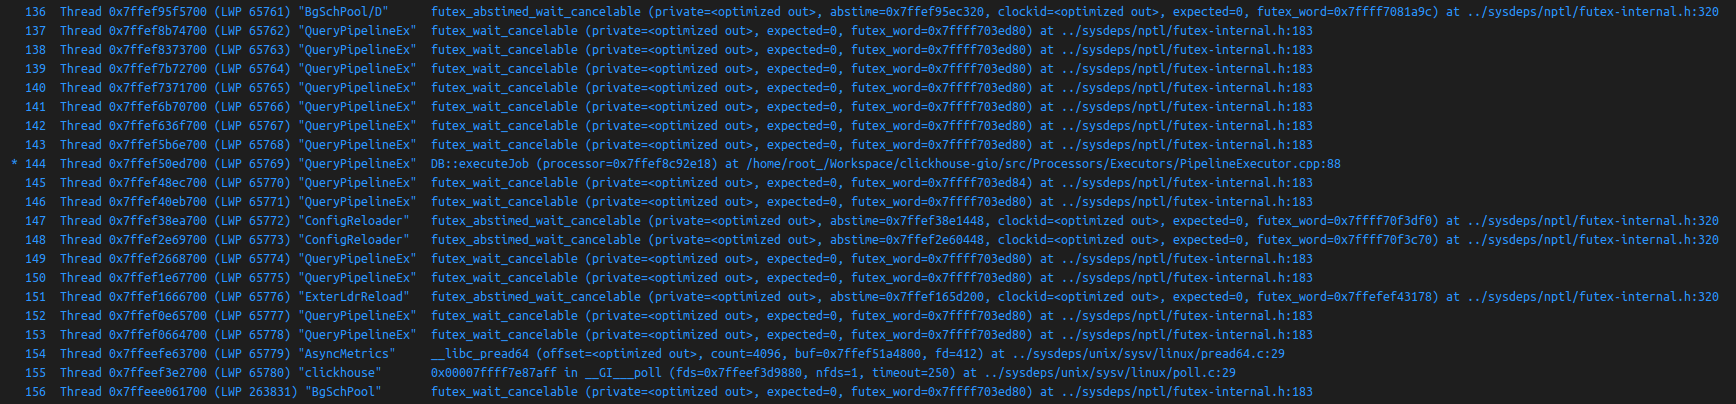 136 Thread 0x7ffef95f5700 (LWP 65761) "BgSchPool/D" futex_abstimed_wait_cancelable (private=<optimized out>, abstime=0x7ffef95ec320, clockid=<optimized out>, expected=0, futex_word=0x7ffff7081a9c) at ../sysdeps/nptl/futex-internal.h:320
137 Thread 0x7ffef8b74700 (LWP 65762) "QueryPipelineEx" futex_wait_cancelable (private=<optimized out>, expected=0, futex_word=0x7ffff703ed80) at ../sysdeps/nptl/futex-internal.h:183
138 Thread 0x7ffef8373700 (LWP 65763) "QueryPipelineEx" futex_wait_cancelable (private=<optimized out>, expected=0, futex_word=0x7ffff703ed80) at ../sysdeps/nptl/futex-internal.h:183
139 Thread 0x7ffef7b72700 (LWP 65764) "QueryPipelineEx" futex_wait_cancelable (private=<optimized out>, expected=0, futex_word=0x7ffff703ed80) at ../sysdeps/nptl/futex-internal.h:183
140 Thread 0x7ffef7371700 (LWP 65765) "QueryPipelineEx" futex_wait_cancelable (private=<optimized out>, expected=0, futex_word=0x7ffff703ed80) at ../sysdeps/nptl/futex-internal.h:183
141 Thread 0x7ffef6b70700 (LWP 65766) "QueryPipelineEx" futex_wait_cancelable (private=<optimized out>, expected=0, futex_word=0x7ffff703ed80) at ../sysdeps/nptl/futex-internal.h:183
142 Thread 0x7ffef636f700 (LWP 65767) "QueryPipelineEx" futex_wait_cancelable (private=<optimized out>, expected=0, futex_word=0x7ffff703ed80) at ../sysdeps/nptl/futex-internal.h:183
143 Thread 0x7ffef5b6e700 (LWP 65768) "QueryPipelineEx" futex_wait_cancelable (private=<optimized out>, expected=0, futex_word=0x7ffff703ed80) at ../sysdeps/nptl/futex-internal.h:183
* 144 Thread 0x7ffef50ed700 (LWP 65769) "QueryPipelineEx" DB::executeJob (processor=0x7ffef8c92e18) at /home/root_/Workspace/clickhouse-gio/src/Processors/Executors/PipelineExecutor.cpp:88
145 Thread 0x7ffef48ec700 (LWP 65770) "QueryPipelineEx" futex_wait_cancelable (private=<optimized out>, expected=0, futex_word=0x7ffff703ed84) at ../sysdeps/nptl/futex-internal.h:183
146 Thread 0x7ffef40eb700 (LWP 65771) "QueryPipelineEx" futex_wait_cancelable (private=<optimized out>, expected=0, futex_word=0x7ffff703ed80) at ../sysdeps/nptl/futex-internal.h:183
147 Thread 0x7ffef38ea700 (LWP 65772) "ConfigReloader" futex_abstimed_wait_cancelable (private=<optimized out>, abstime=0x7ffef38e1448, clockid=<optimized out>, expected=0, futex_word=0x7ffff70f3df0) at ../sysdeps/nptl/futex-internal.h:320
148 Thread 0x7ffef2e69700 (LWP 65773) "ConfigReloader" futex_abstimed_wait_cancelable (private=<optimized out>, abstime=0x7ffef2e60448, clockid=<optimized out>, expected=0, futex_word=0x7ffff70f3c70) at ../sysdeps/nptl/futex-internal.h:320
149 Thread 0x7ffef2668700 (LWP 65774) "QueryPipelineEx" futex_wait_cancelable (private=<optimized out>, expected=0, futex_word=0x7ffff703ed80) at ../sysdeps/nptl/futex-internal.h:183
150 Thread 0x7ffef1e67700 (LWP 65775) "QueryPipelineEx" futex_wait_cancelable (private=<optimized out>, expected=0, futex_word=0x7ffff703ed80) at ../sysdeps/nptl/futex-internal.h:183
151 Thread 0x7ffef1666700 (LWP 65776) "ExterLdrReload" futex_abstimed_wait_cancelable (private=<optimized out>, abstime=0x7ffef165d200, clockid=<optimized out>, expected=0, futex_word=0x7ffefef43178) at ../sysdeps/nptl/futex-internal.h:320
152 Thread 0x7ffef0e65700 (LWP 65777) "QueryPipelineEx" futex_wait_cancelable (private=<optimized out>, expected=0, futex_word=0x7ffff703ed80) at ../sysdeps/nptl/futex-internal.h:183
153 Thread 0x7ffef0664700 (LWP 65778) "QueryPipelineEx" futex_wait_cancelable (private=<optimized out>, expected=0, futex_word=0x7ffff703ed80) at ../sysdeps/nptl/futex-internal.h:183
154 Thread 0x7ffeefe63700 (LWP 65779) "AsyncMetrics" __libc_pread64 (offset=<optimized out>, count=4096, buf=0x7ffef51a4800, fd=412) at ../sysdeps/unix/sysv/linux/pread64.c:29
155 Thread 0x7ffeef3e2700 (LWP 65780) "clickhouse" 0x00007ffff7e87aff in __GI___poll (fds=0x7ffeef3d9880, nfds=1, timeout=250) at ../sysdeps/unix/sysv/linux/poll.c:29
156 Thread 0x7ffeee061700 (LWP 263831) "BgSchPool" futex_wait_cancelable (private=<optimized out>, expected=0, futex_word=0x7ffff703ed80) at ../sysdeps/nptl/futex-internal.h:183